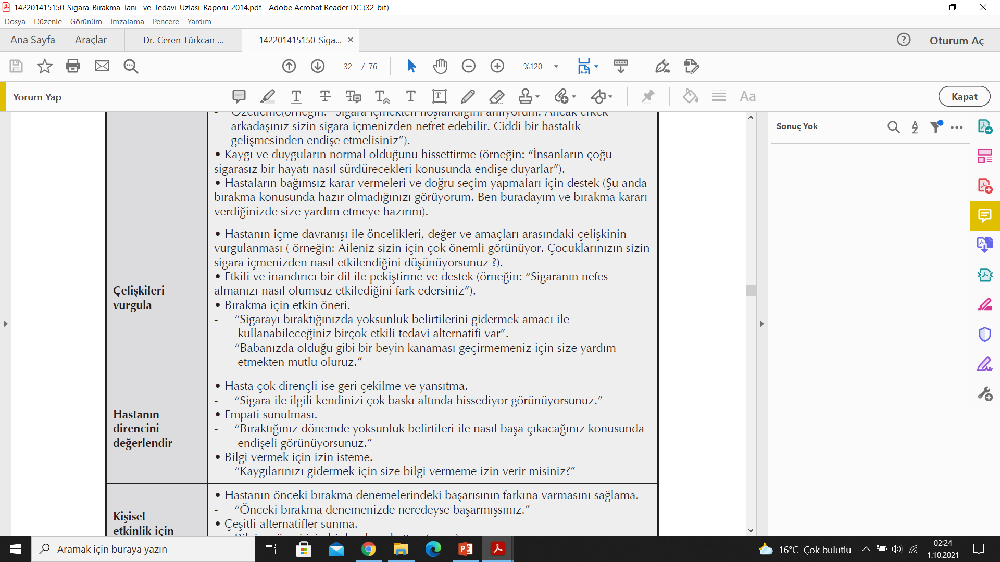 142201415150-Sigara-Birakma-Tani--ve-Tedavi-Uzlasi-Raporu-2014.pdf - Adobe Acrobat Reader DC (32-bit)
Dosya Düzenle Görünüm İmzalama Pencere Yardım
Ana Sayfa Araçlar Dr. Ceren Türkcan ... 142201415150-Siga... × Oturum Aç
32 / 76 %120
Yorum Yap Kapat
- Özetleme(örneğin: “Sigara içmekten hoşlandığını anlıyorum. Ancak erkek
arkadaşınız sizin sigara içmenizden nefret edebilir. Ciddi bir hastalık
gelişmesinden endişe etmelisiniz”).
• Kaygı ve duyguların normal olduğunu hissettirme (örneğin: “İnsanların çoğu
sigarasız bir hayatı nasıl sürdürecekleri konusunda endişe duyarlar”).
• Hastaların bağımsız karar vermeleri ve doğru seçim yapmaları için destek (Şu anda
bırakma konusunda hazır olmadığınızı görüyorum. Ben buradayım ve bırakma kararı
verdiğinizde size yardım etmeye hazırım).
Çelişkileri
vurgula
• Hastanın içme davranışı ile öncelikleri, değer ve amaçları arasındaki çelişkinin
vurgulanması ( örneğin: Aileniz sizin için çok önemli görünüyor. Çocuklarınızın sizin
sigara içmenizden nasıl etkilendiğini düşünüyorsunuz ?).
• Etkili ve inandırıcı bir dil ile pekiştirme ve destek (örneğin: “Sigaranın nefes
almanızı nasıl olumsuz etkilediğini fark edersiniz”).
• Bırakma için etkin öneri.
- “Sigarayı bıraktığınızda yoksunluk belirtilerini gidermek amacı ile
kullanabileceğiniz birçok etkili tedavi alternatifi var”.
- “Babanızda olduğu gibi bir beyin kanaması geçirmemeniz için size yardım
etmekten mutlu oluruz.”
Hastanın
direncini
değerlendir
• Hasta çok dirençli ise geri çekilme ve yansıtma.
- “Sigara ile ilgili kendinizi çok baskı altında hissediyor görünüyorsunuz.”
• Empati sunulması.
- “Bıraktığınız dönemde yoksunluk belirtileri ile nasıl başa çıkacağınız konusunda
endişeli görünüyorsunuz.”
• Bilgi vermek için izin isteme.
- “Kaygılarınızı gidermek için size bilgi vermeme izin verir misiniz?”
Kişisel
etkinlik için
• Hastanın önceki bırakma denemelerindeki başarısının farkına varmasını sağlama.
- “Önceki bırakma denemenizde neredeyse başarmışsınız.”
• Çeşitli alternatifler sunma.
Sonuç Yok
Aramak için buraya yazın
16°C Çok bulutlu
02:24
1.10.2021